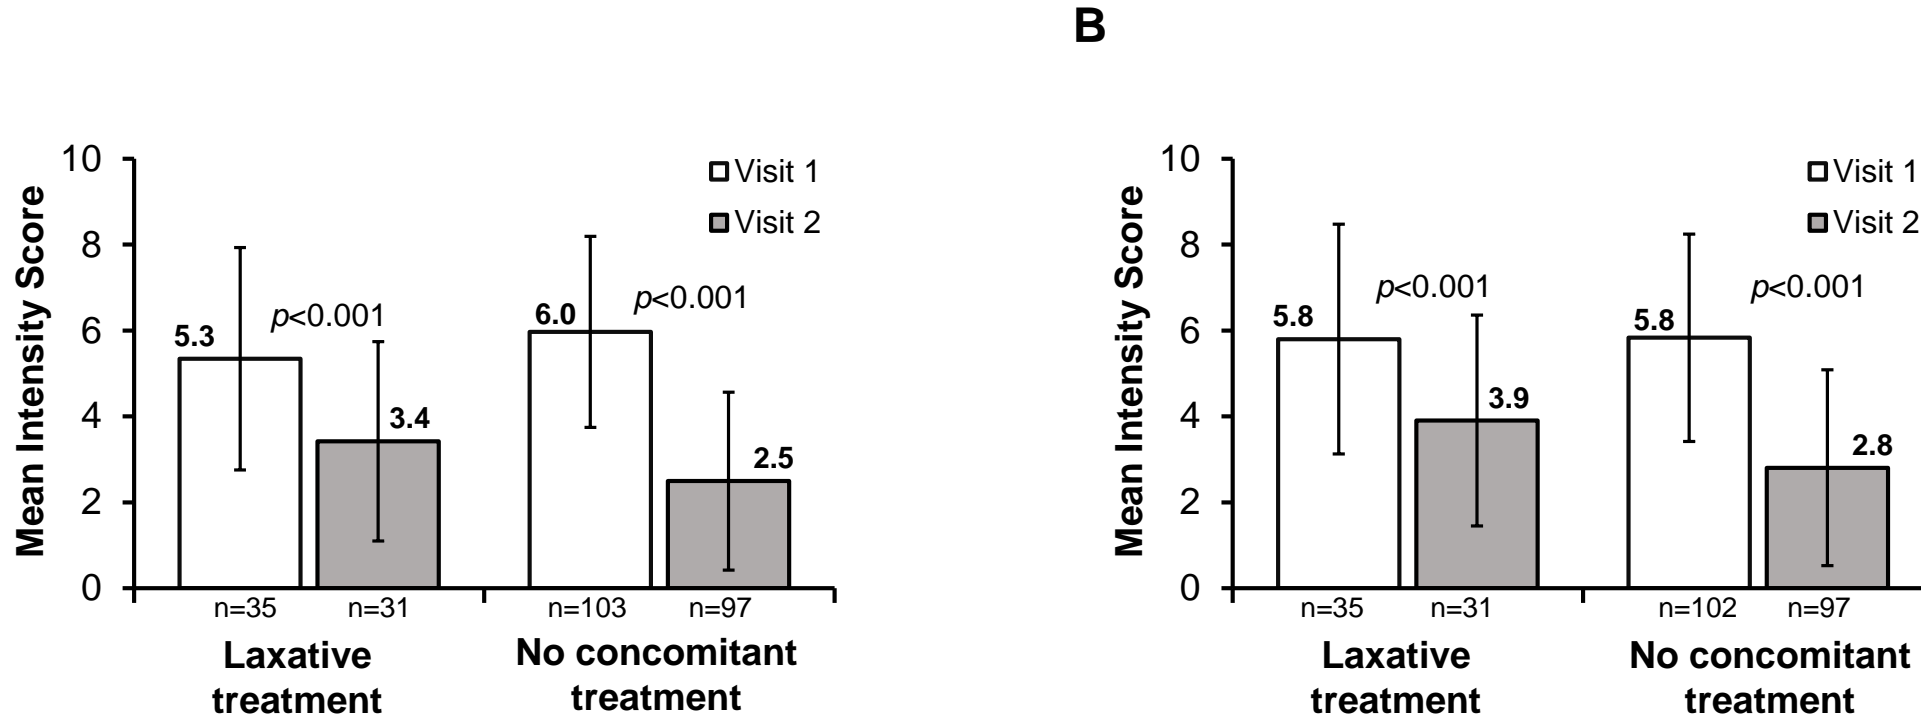 B
10
8
6
4
2
0
Mean Intensity Score
Visit 1
Visit 2
5.3
p<0.001
3.4
6.0
p<0.001
2.5
n=35 n=31 n=103 n=97
Laxative
treatment
No concomitant
treatment
10
8
6
4
2
0
Mean Intensity Score
Visit 1
Visit 2
5.8
p<0.001
3.9
5.8
p<0.001
2.8
n=35 n=31 n=102 n=97
Laxative
treatment
No concomitant
treatment